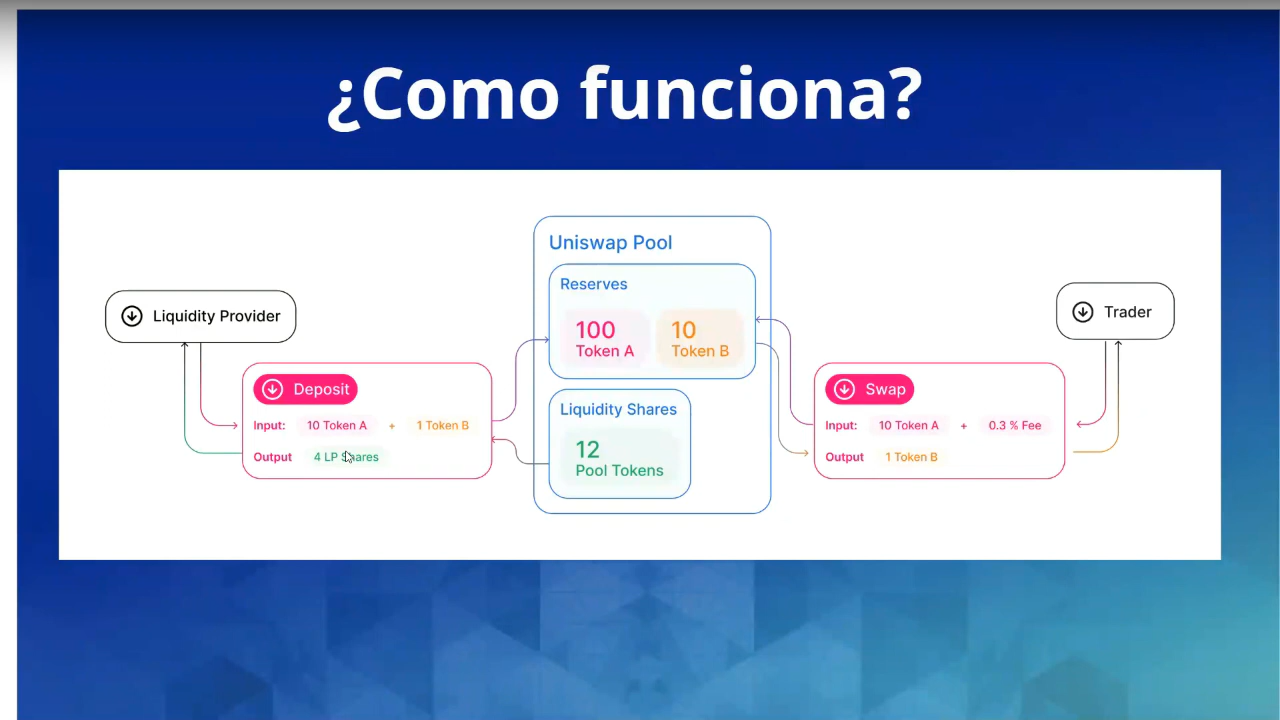 ¿Como funciona?
Uniswap Pool
Reserves
100
Token A
10
Token B
Liquidity Shares
12
Pool Tokens
Liquidity Provider
Deposit
Input: 10 Token A + 1 Token B
Output 4 LP Shares
Trader
Swap
Input: 10 Token A + 0.3 % Fee
Output 1 Token B